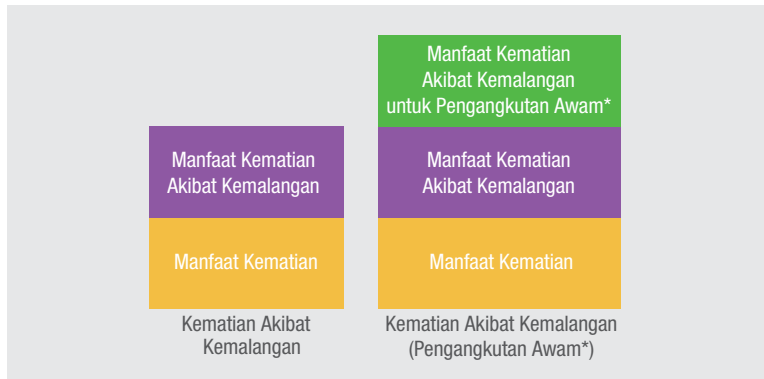 Manfaat Kematian
Akibat Kemalangan
Manfaat Kematian
Kematian Akibat
Kemalangan
Manfaat Kematian
Akibat Kemalangan
untuk Pengangkutan Awam*
Manfaat Kematian
Akibat Kemalangan
Manfaat Kematian
Kematian Akibat Kemalangan
(Pengangkutan Awam*)